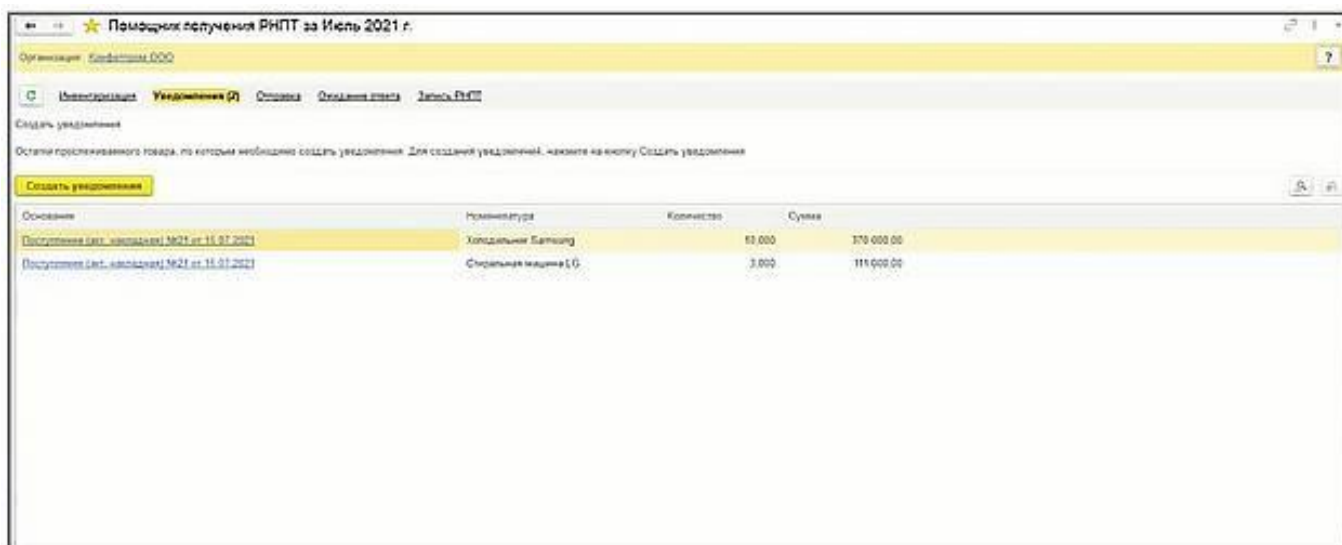 Помощник получения РНПТ за Июль 2021 г.
Организация: Конфетпром ООО
?
Инвентаризация Уведомления (2) Отправка Ожидание ответа Запись РНПТ
Создать уведомления
Остатки прослеживаемого товара, по которым необходимо создать уведомления. Для создания уведомлений, нажмите на кнопку Создать уведомления
Создать уведомления
Основание Номенклатура Количество Сумма
Поступление (акт, накладная) №21 от 15.07.2021 Холодильник Samsung 10,000 370 000,00
Поступление (акт, накладная) №21 от 15.07.2021 Стиральная машина LG 3,000 111 000,00